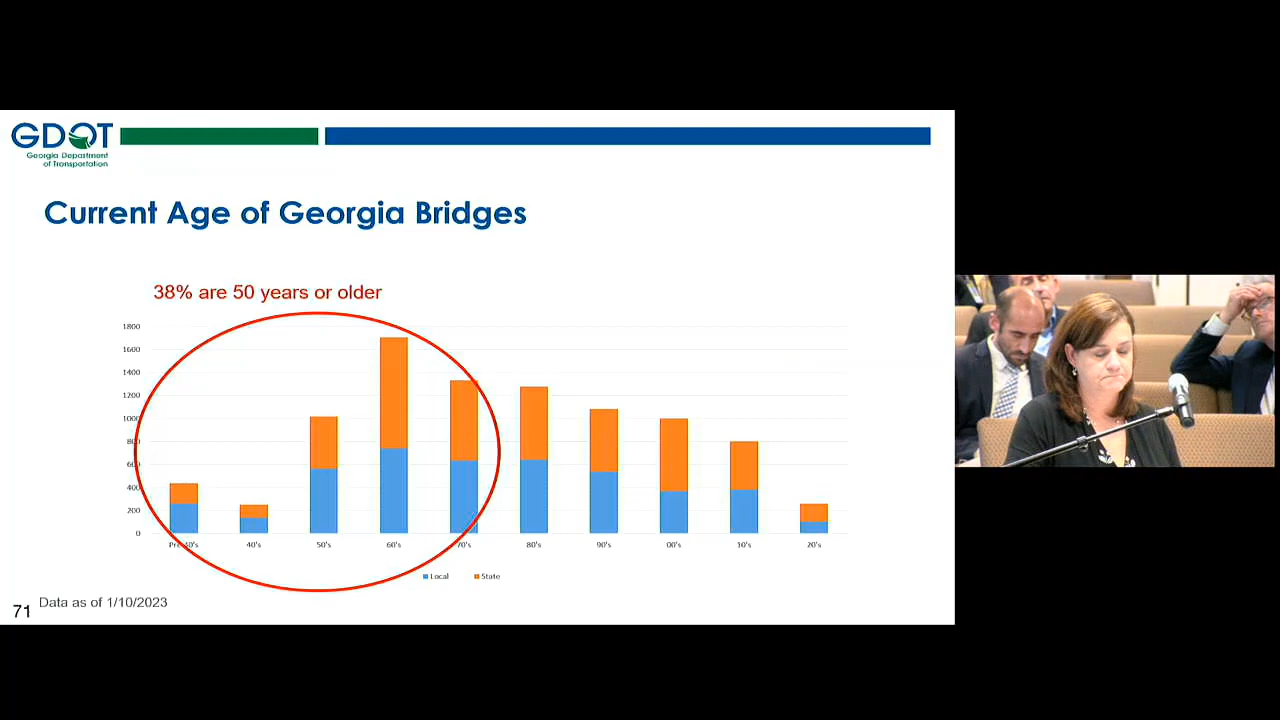 GDOT
Georgia Department
of Transportation
Current Age of Georgia Bridges
38% are 50 years or older
1800
1600
1400
1200
1000
800
600
400
200
0
Pre 40's 40's 50's 60's 70's 80's 90's 00's 10's 20's
Local State
Data as of 1/10/2023
71